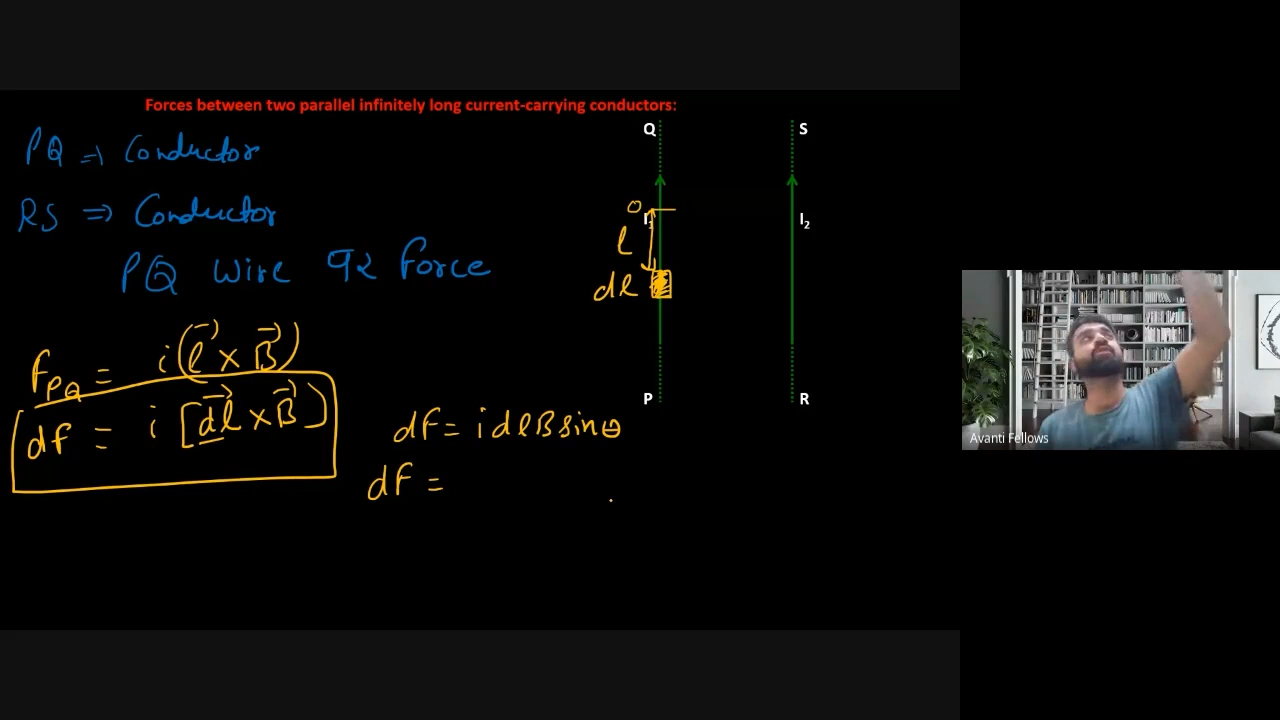 Forces between two parallel infinitely long current-carrying conductors:
PQ => Conductor
RS => Conductor
PQ wire पर force
F_PQ = i(l⃗ × B⃗)
dF = i[dl⃗ × B⃗]
dF = idlBsinθ
dF =
Q
S
O
I₁
I₂
l
dl
P
R
Avanti Fellows